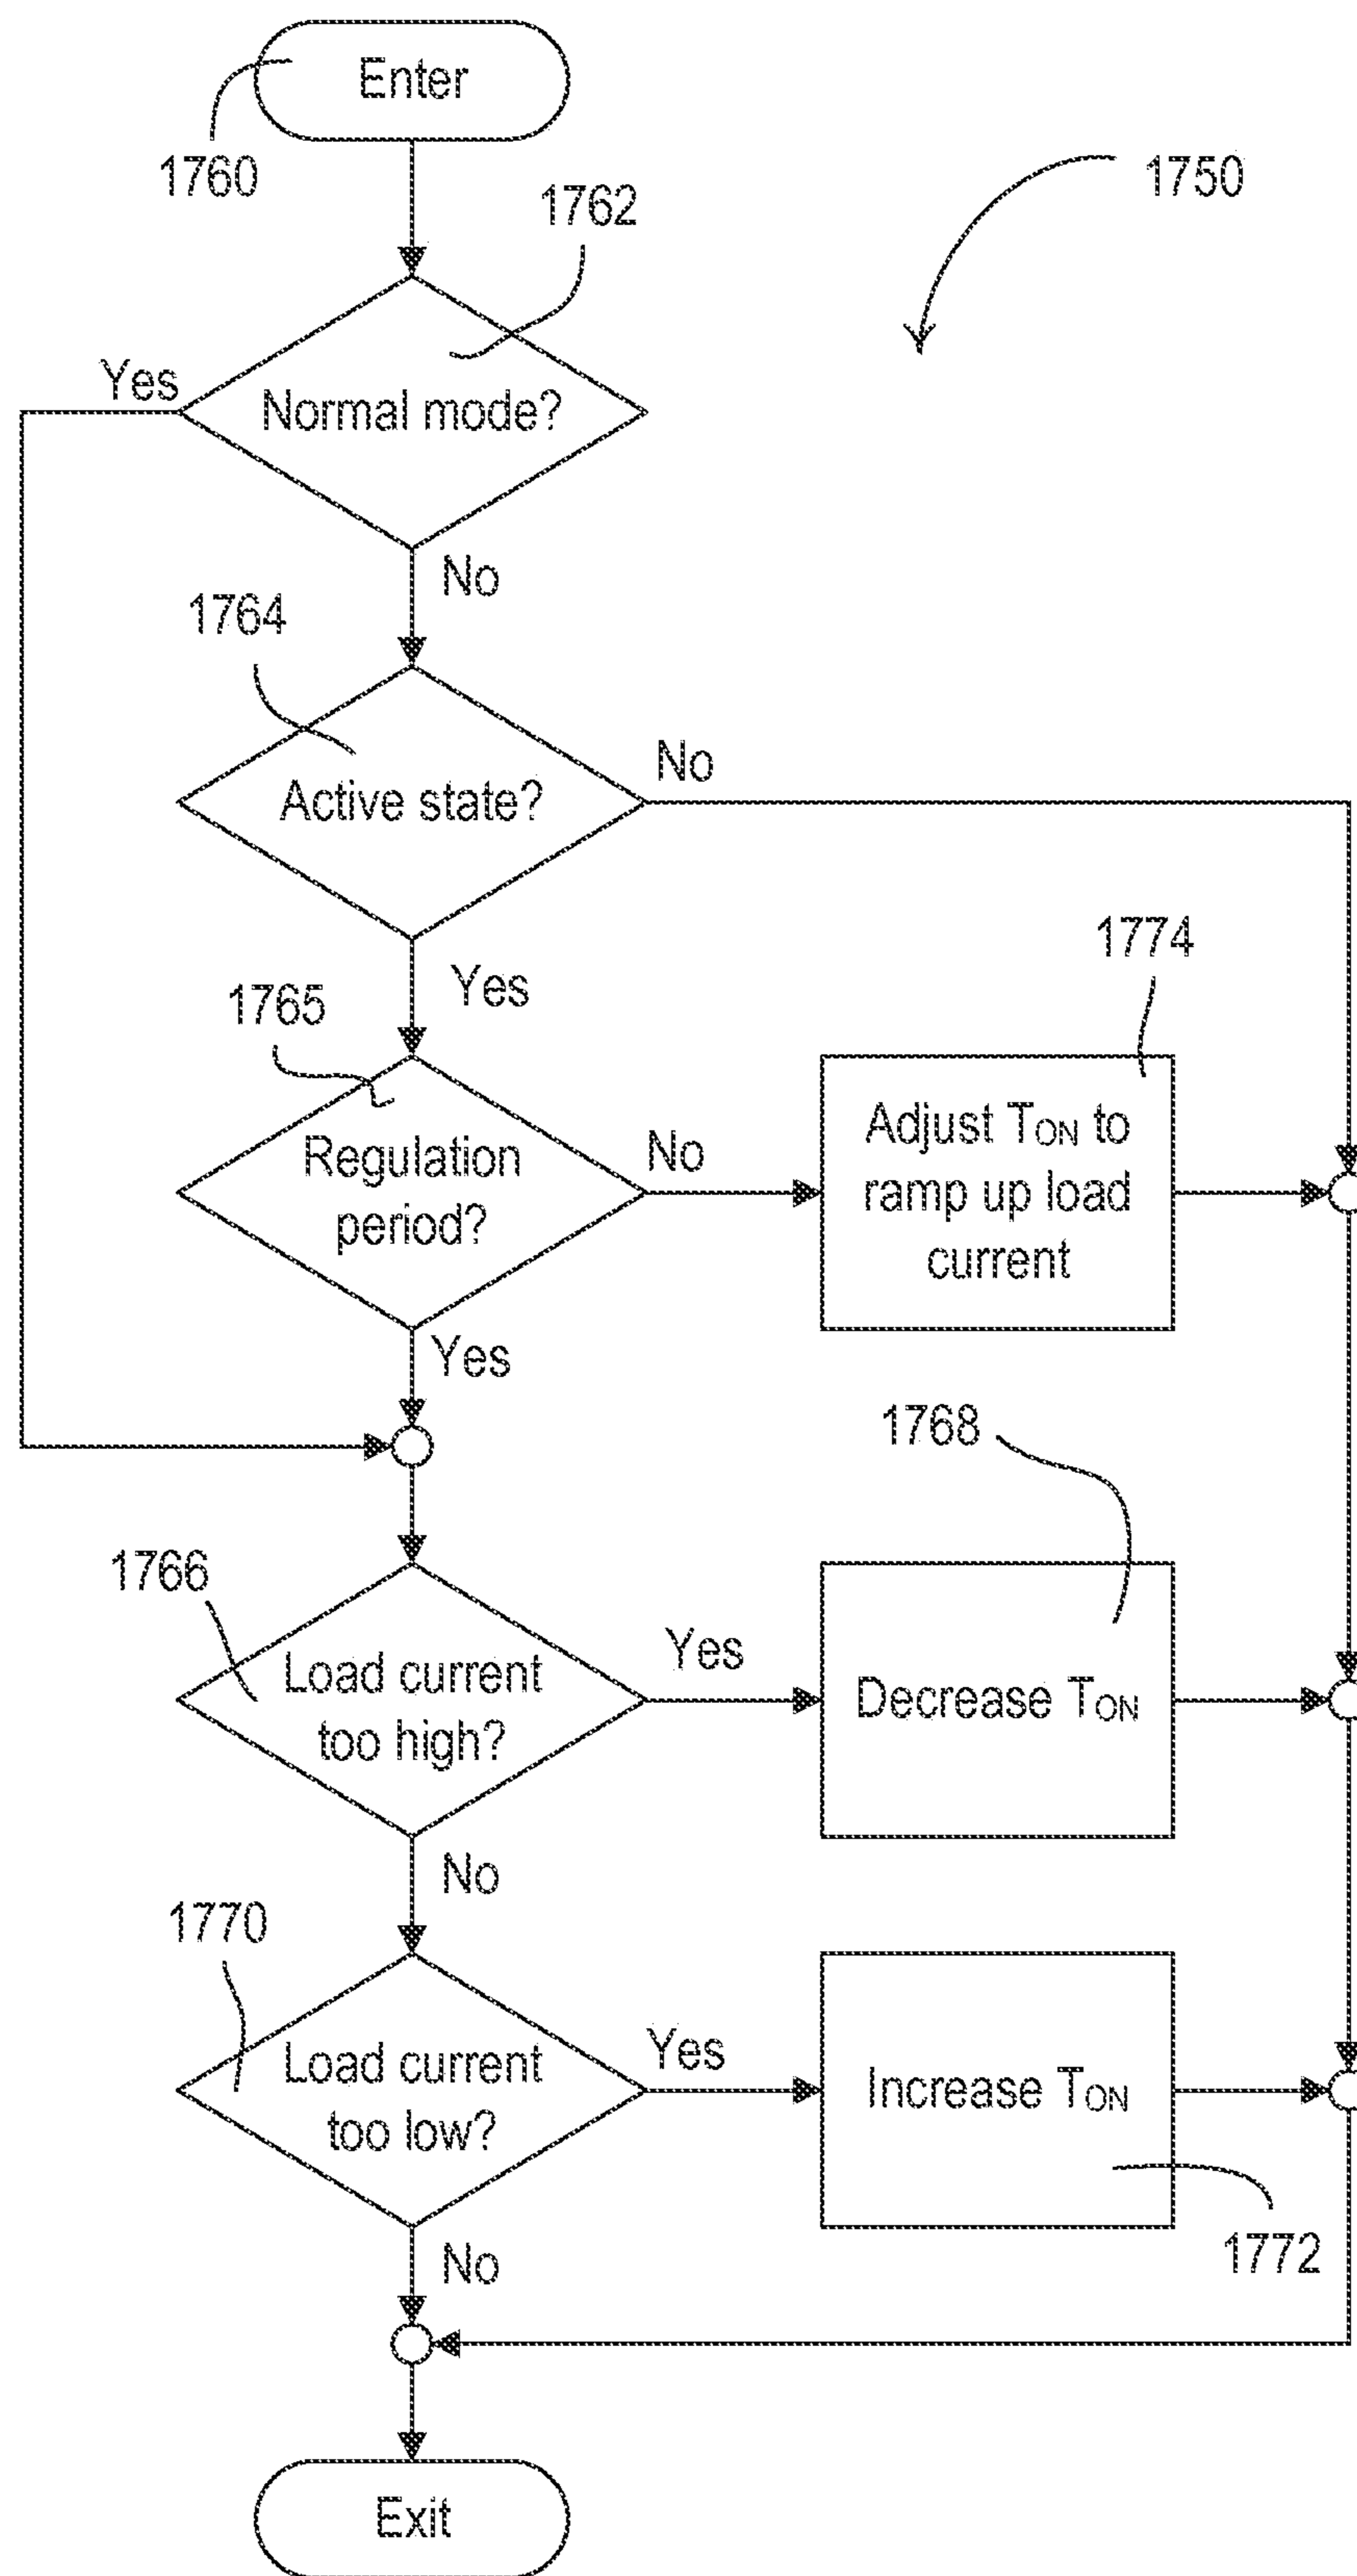 Enter
1760
1750
1762
Yes
Normal mode?
No
1764
No
Active state?
1774
Yes
1765
Adjust TON to
ramp up load
current
No
Regulation
period?
Yes
1768
1766
Yes
Load current
too high?
Decrease TON
No
1770
Yes
Load current
too low?
Increase TON
1772
No
Exit